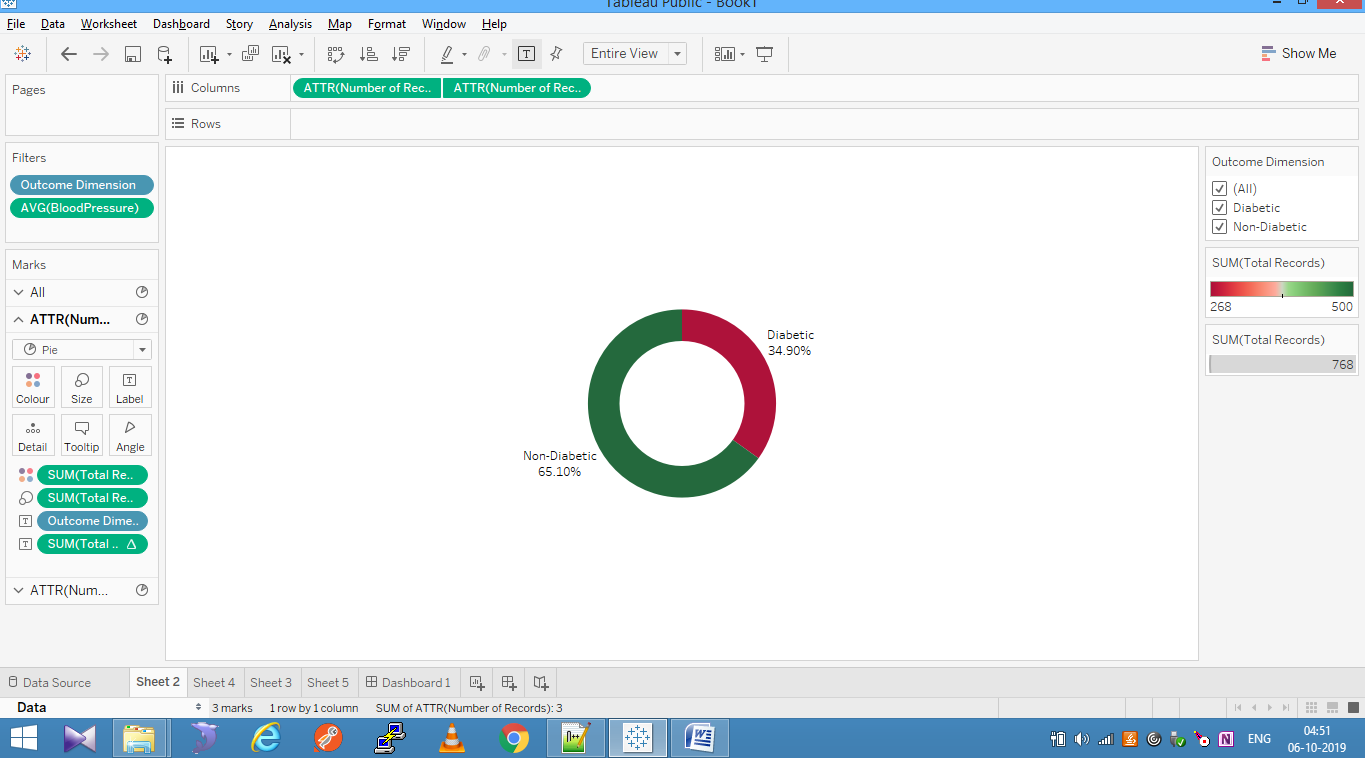 Tableau Public - Book1
File Data Worksheet Dashboard Story Analysis Map Format Window Help
Entire View
Show Me
Pages
Columns ATTR(Number of Rec.. ATTR(Number of Rec..
Rows
Filters
Outcome Dimension
AVG(BloodPressure)
Marks
All
ATTR(Num...
Pie
Colour Size Label
Detail Tooltip Angle
SUM(Total Re..
SUM(Total Re..
Outcome Dime..
SUM(Total .. Δ
ATTR(Num...
Diabetic
34.90%
Non-Diabetic
65.10%
Outcome Dimension
(All)
Diabetic
Non-Diabetic
SUM(Total Records)
268 500
SUM(Total Records)
768
Data Source Sheet 2 Sheet 4 Sheet 3 Sheet 5 Dashboard 1
Data 3 marks 1 row by 1 column SUM of ATTR(Number of Records): 3
ENG
04:51
06-10-2019